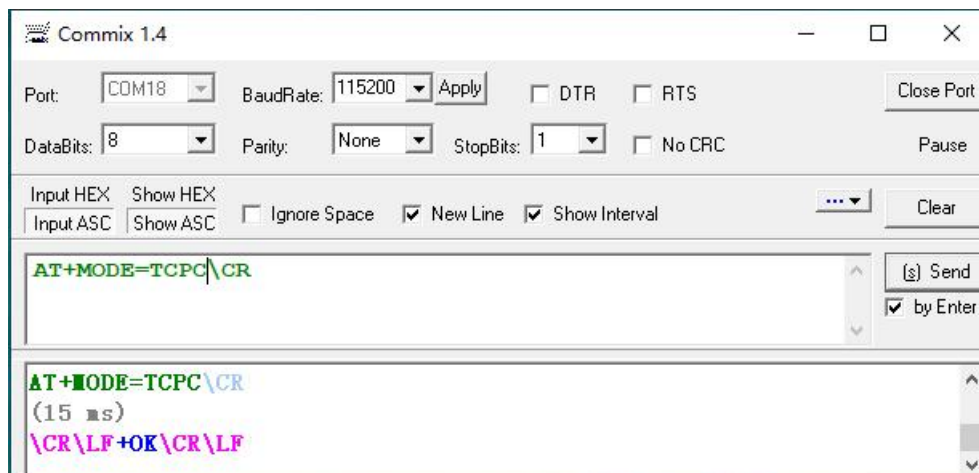 Commix 1.4
Port: COM18 BaudRate: 115200 Apply DTR RTS Close Port
DataBits: 8 Parity: None StopBits: 1 No CRC Pause
Input HEX Show HEX
Input ASC Show ASC Ignore Space New Line Show Interval ... Clear
AT+MODE=TCPC\CR
(s) Send
by Enter
AT+MODE=TCPC\CR
(15 ms)
\CR\LF+OK\CR\LF